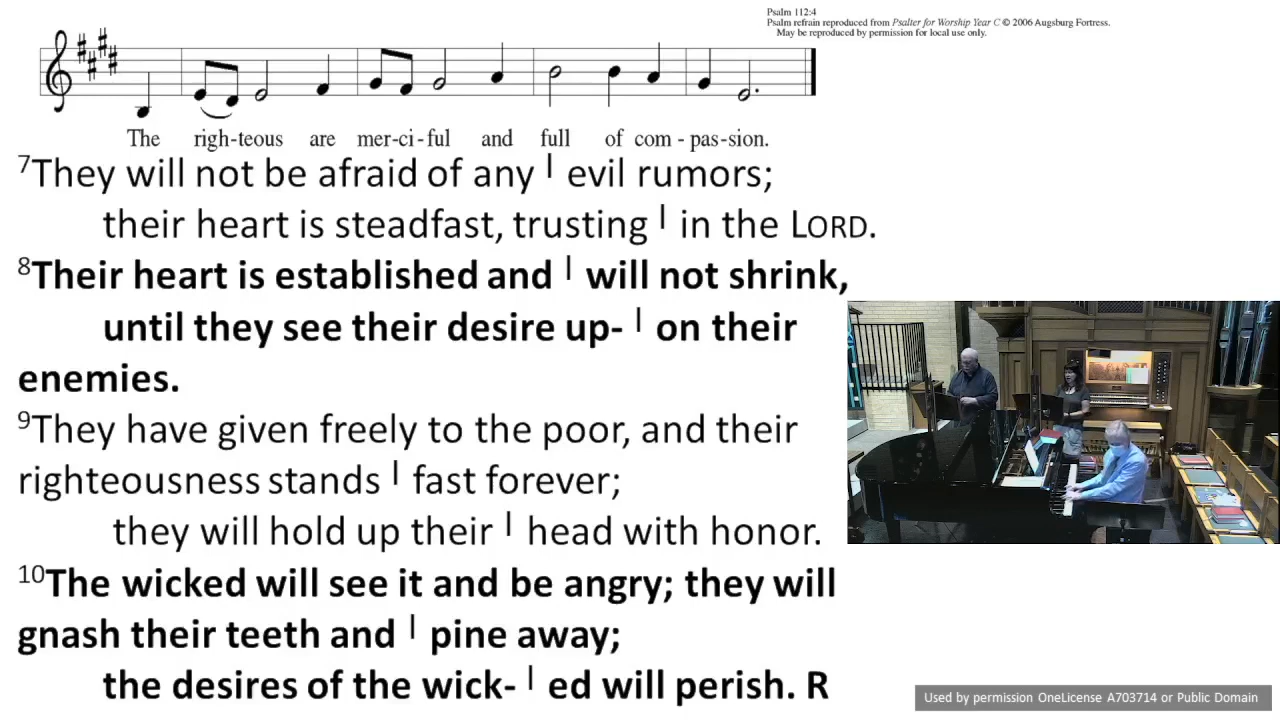 Psalm 112:4
Psalm refrain reproduced from Psalter for Worship Year C © 2006 Augsburg Fortress.
May be reproduced by permission for local use only.
The righ-teous are mer-ci-ful and full of com - pas-sion.
7They will not be afraid of any | evil rumors;
their heart is steadfast, trusting | in the LORD.
8Their heart is established and | will not shrink,
until they see their desire up- | on their
enemies.
9They have given freely to the poor, and their
righteousness stands | fast forever;
they will hold up their | head with honor.
10The wicked will see it and be angry; they will
gnash their teeth and | pine away;
the desires of the wick- | ed will perish. R
Used by permission OneLicense A703714 or Public Domain